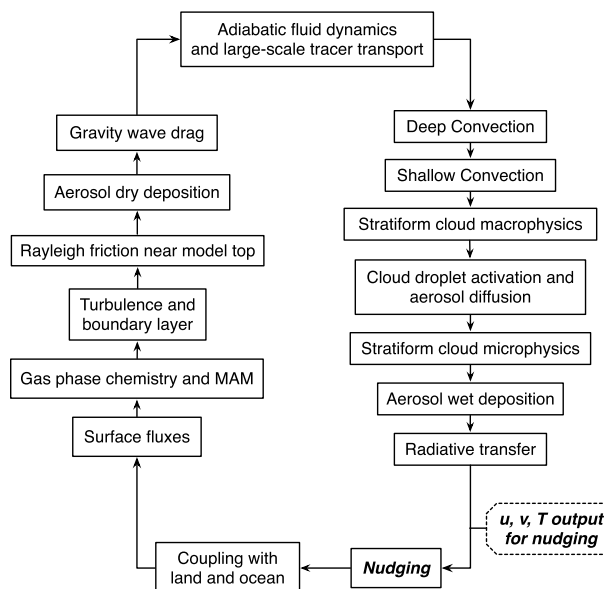 Adiabatic fluid dynamics
and large-scale tracer transport
Deep Convection
Shallow Convection
Stratiform cloud macrophysics
Cloud droplet activation and
aerosol diffusion
Stratiform cloud microphysics
Aerosol wet deposition
Radiative transfer
u, v, T output
for nudging
Nudging
Coupling with
land and ocean
Surface fluxes
Gas phase chemistry and MAM
Turbulence and
boundary layer
Rayleigh friction near model top
Aerosol dry deposition
Gravity wave drag